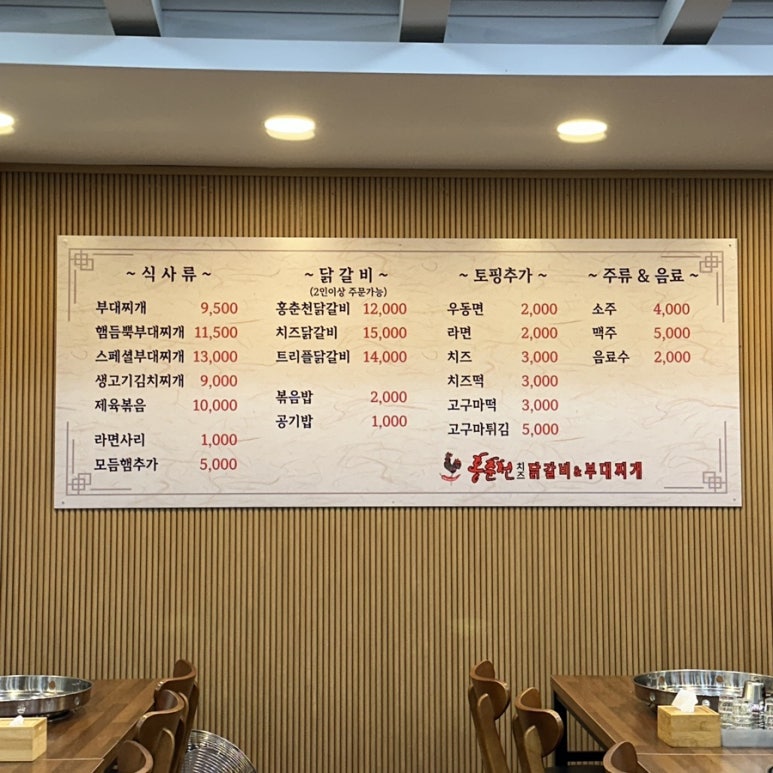 ~ 식사류 ~
부대찌개 9,500
햄듬뿍부대찌개 11,500
스페셜부대찌개 13,000
생고기김치찌개 9,000
제육볶음 10,000
라면사리 1,000
모듬햄추가 5,000
~ 닭갈비 ~
(2인이상 주문가능)
홍춘천닭갈비 12,000
치즈닭갈비 15,000
트리플닭갈비 14,000
볶음밥 2,000
공기밥 1,000
~ 토핑추가 ~
우동면 2,000
라면 2,000
치즈 3,000
치즈떡 3,000
고구마떡 3,000
고구마튀김 5,000
~ 주류 & 음료 ~
소주 4,000
맥주 5,000
음료수 2,000
홍춘천 치즈 닭갈비&부대찌개